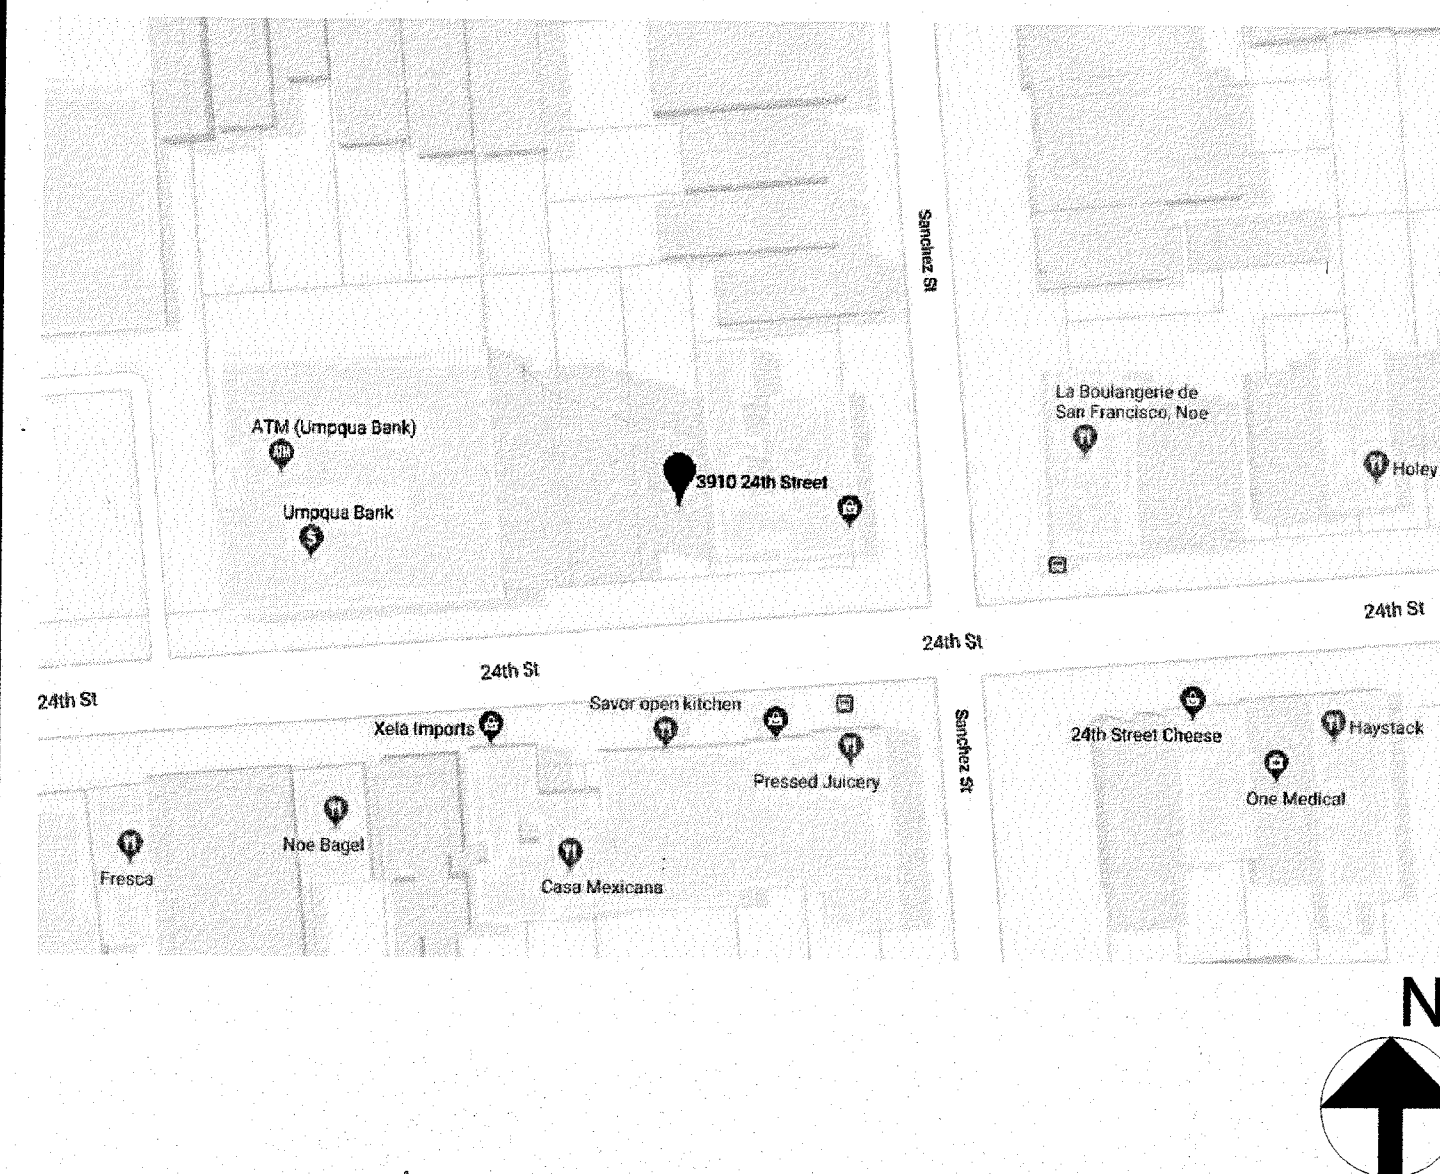 Sanchez St
La Boulangerie de
San Francisco, Noe
ATM (Umpqua Bank)
ATM
Holey
3910 24th Street
Umpqua Bank
$
24th St
24th St
24th St
24th St
Savor open kitchen
Xela Imports
Sanchez St
24th Street Cheese
Haystack
Pressed Juicery
One Medical
Noe Bagel
Fresca
Casa Mexicana
N